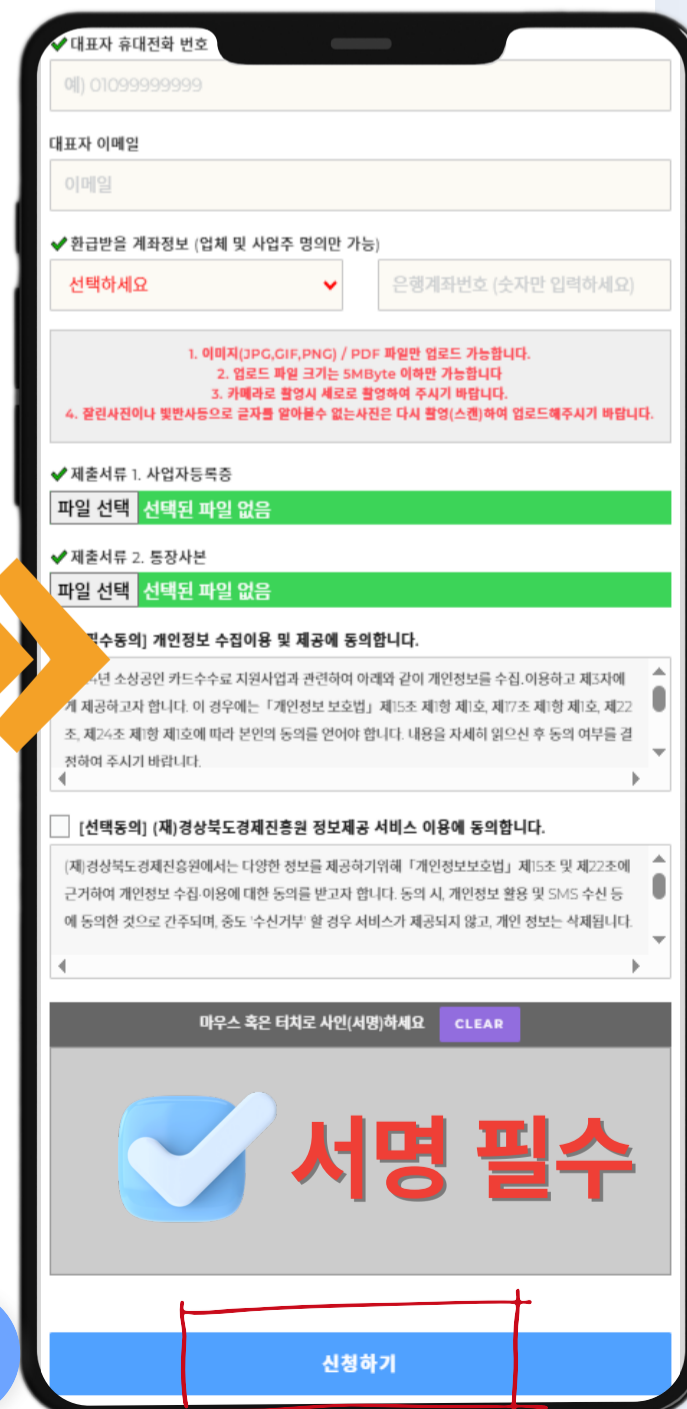 대표자 휴대전화 번호
예) 01099999999
대표자 이메일
이메일
환급받을 계좌정보 (업체 및 사업주 명의만 가능)
선택하세요
은행계좌번호 (숫자만 입력하세요)
1. 이미지(JPG,GIF,PNG) / PDF 파일만 업로드 가능합니다.
2. 업로드 파일 크기는 5MByte 이하만 가능합니다
3. 카메라로 촬영시 세로로 촬영하여 주시기 바랍니다.
4. 잘린사진이나 빛반사등으로 글자를 알아볼수 없는사진은 다시 촬영(스캔)하여 업로드해주시기 바랍니다.
제출서류 1. 사업자등록증
파일 선택 선택된 파일 없음
제출서류 2. 통장사본
파일 선택 선택된 파일 없음
필수동의] 개인정보 수집이용 및 제공에 동의합니다.
4년 소상공인 카드수수료 지원사업과 관련하여 아래와 같이 개인정보를 수집.이용하고 제3자에
게 제공하고자 합니다. 이 경우에는「개인정보 보호법」제15조 제1항 제1호, 제17조 제1항 제1호, 제22
조, 제24조 제1항 제1호에 따라 본인의 동의를 얻어야 합니다. 내용을 자세히 읽으신 후 동의 여부를 결
정하여 주시기 바랍니다.
[선택동의] (재)경상북도경제진흥원 정보제공 서비스 이용에 동의합니다.
(재)경상북도경제진흥원에서는 다양한 정보를 제공하기위해「개인정보보호법」제15조 및 제22조에
근거하여 개인정보 수집·이용에 대한 동의를 받고자 합니다. 동의 시, 개인정보 활용 및 SMS 수신 등
에 동의한 것으로 간주되며, 중도 '수신거부' 할 경우 서비스가 제공되지 않고, 개인 정보는 삭제됩니다.
마우스 혹은 터치로 사인(서명)하세요 CLEAR
서명 필수
신청하기